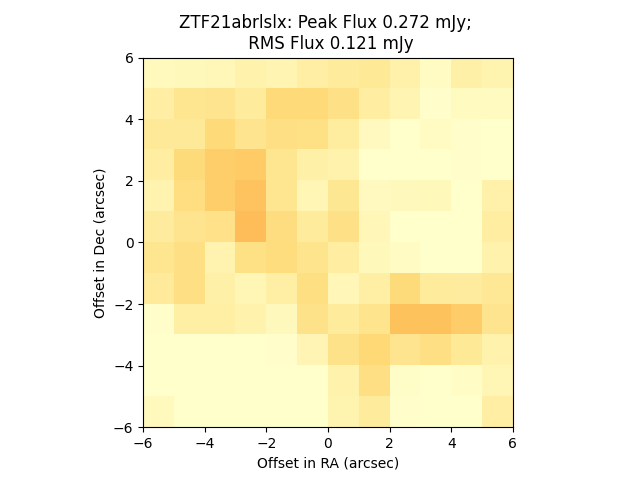 ZTF21abrlslx: Peak Flux 0.272 mJy;
RMS Flux 0.121 mJy
6
4
2
0
−2
−4
−6
Offset in Dec (arcsec)
−6 −4 −2 0 2 4 6
Offset in RA (arcsec)